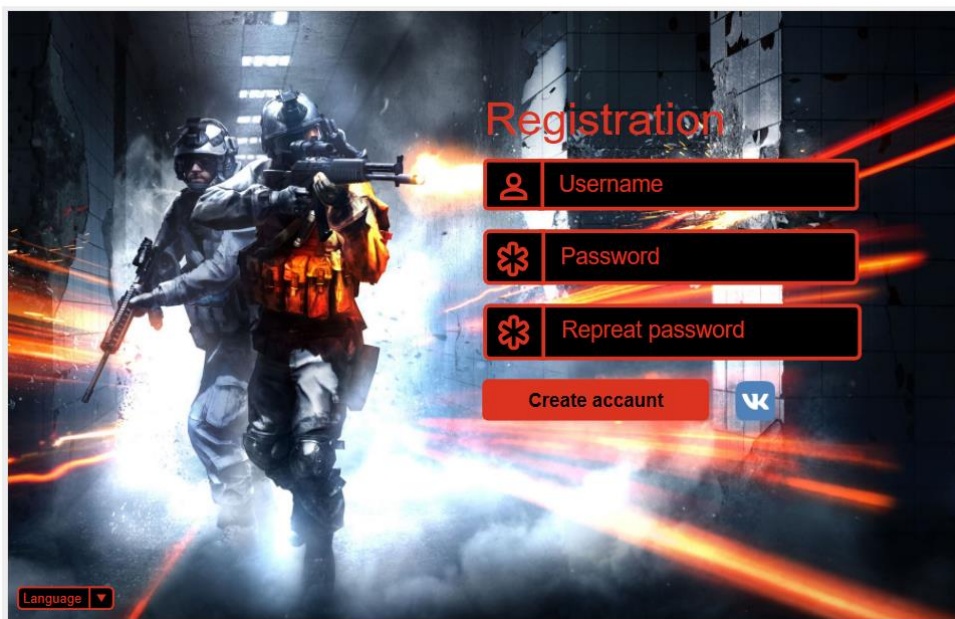 Registration
Username
Password
Repreat password
Create accaunt
Language